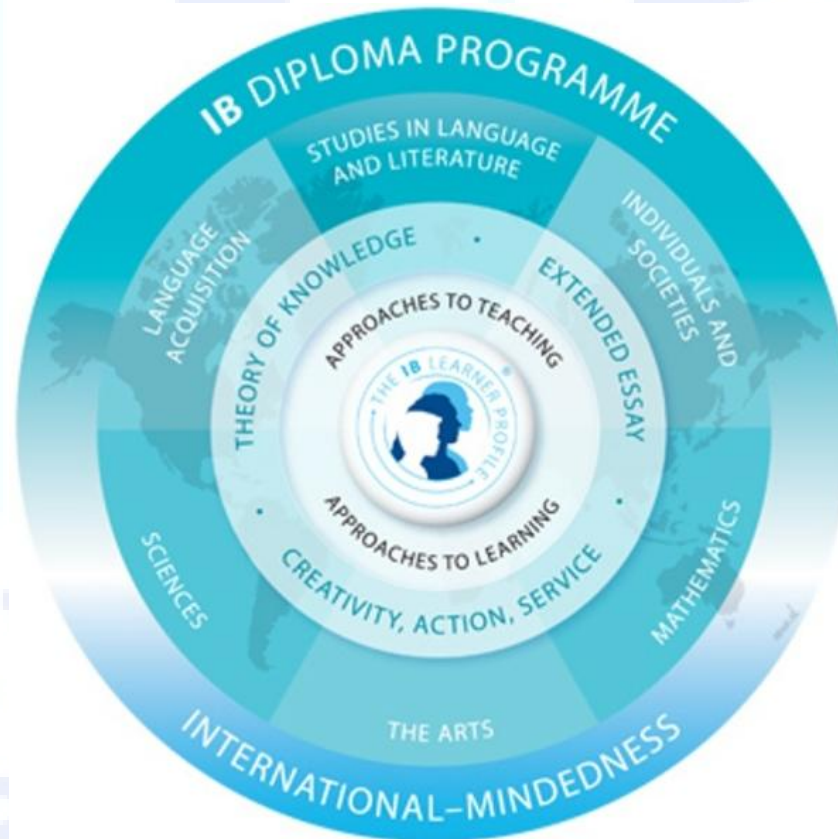 IB DIPLOMA PROGRAMME
STUDIES IN LANGUAGE
AND LITERATURE
LANGUAGE
ACQUISITION
INDIVIDUALS AND
SOCIETIES
THEORY OF KNOWLEDGE
EXTENDED ESSAY
APPROACHES TO TEACHING
THE IB LEARNER PROFILE®
APPROACHES TO LEARNING
CREATIVITY, ACTION, SERVICE
SCIENCES
MATHEMATICS
THE ARTS
INTERNATIONAL–MINDEDNESS